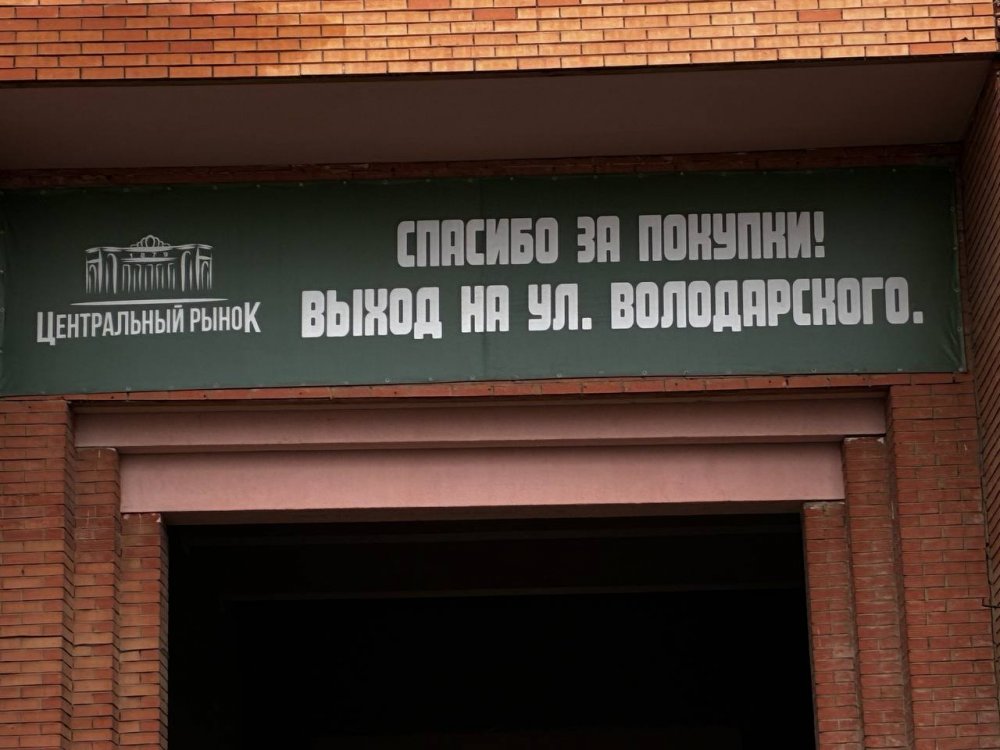 СПАСИБО ЗА ПОКУПКИ!
ВЫХОД НА УЛ. ВОЛОДАРСКОГО.
ЦЕНТРАЛЬНЫЙ РЫНОК